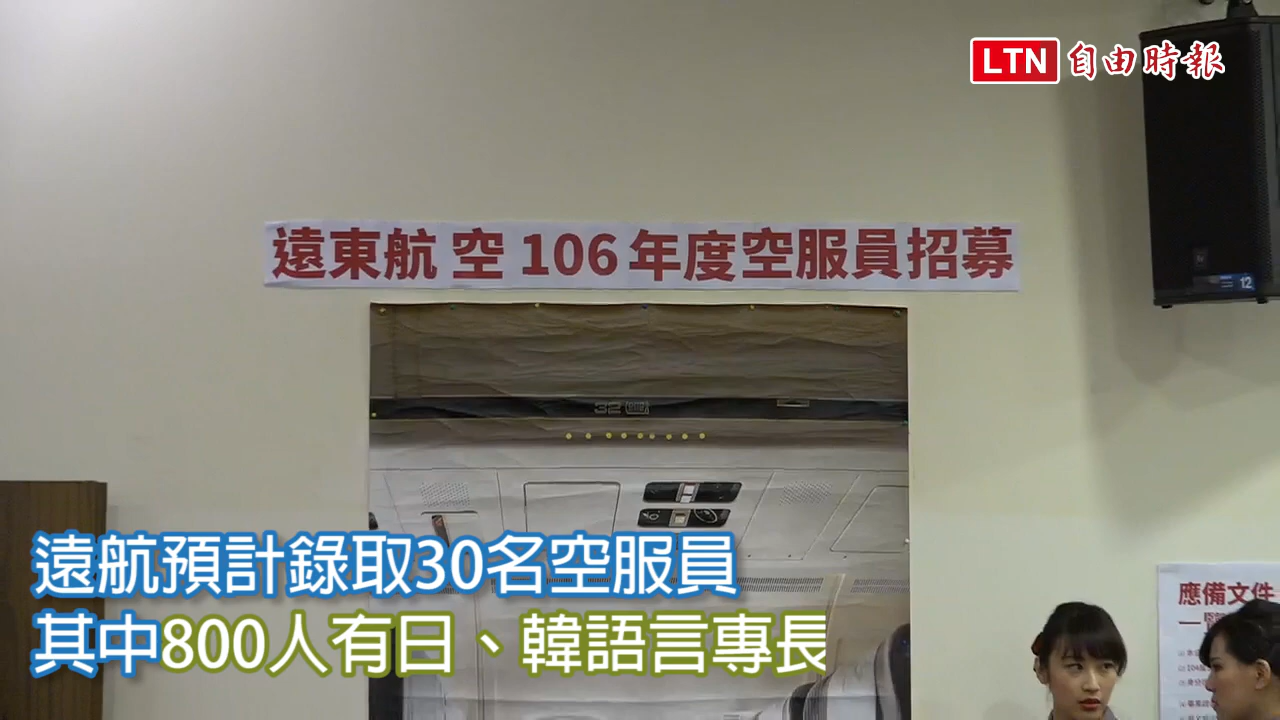 LTN 自由時報
遠東航 空 106 年度空服員招募
12
遠航預計錄取30名空服員
其中800人有日、韓語言專長
應備文件